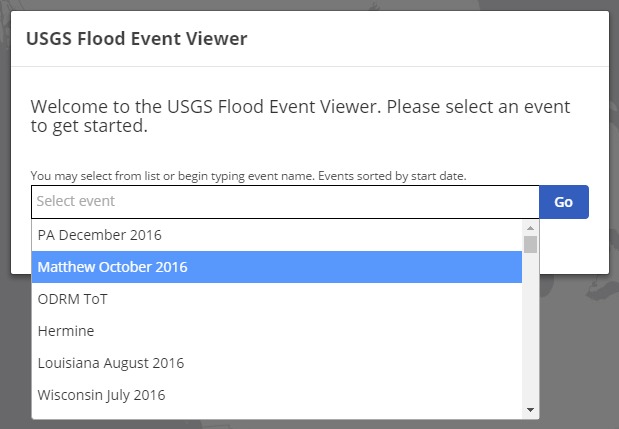 USGS Flood Event Viewer
Welcome to the USGS Flood Event Viewer. Please select an event
to get started.
You may select from list or begin typing event name. Events sorted by start date.
Select event
Go
PA December 2016
Matthew October 2016
ODRM ToT
Hermine
Louisiana August 2016
Wisconsin July 2016